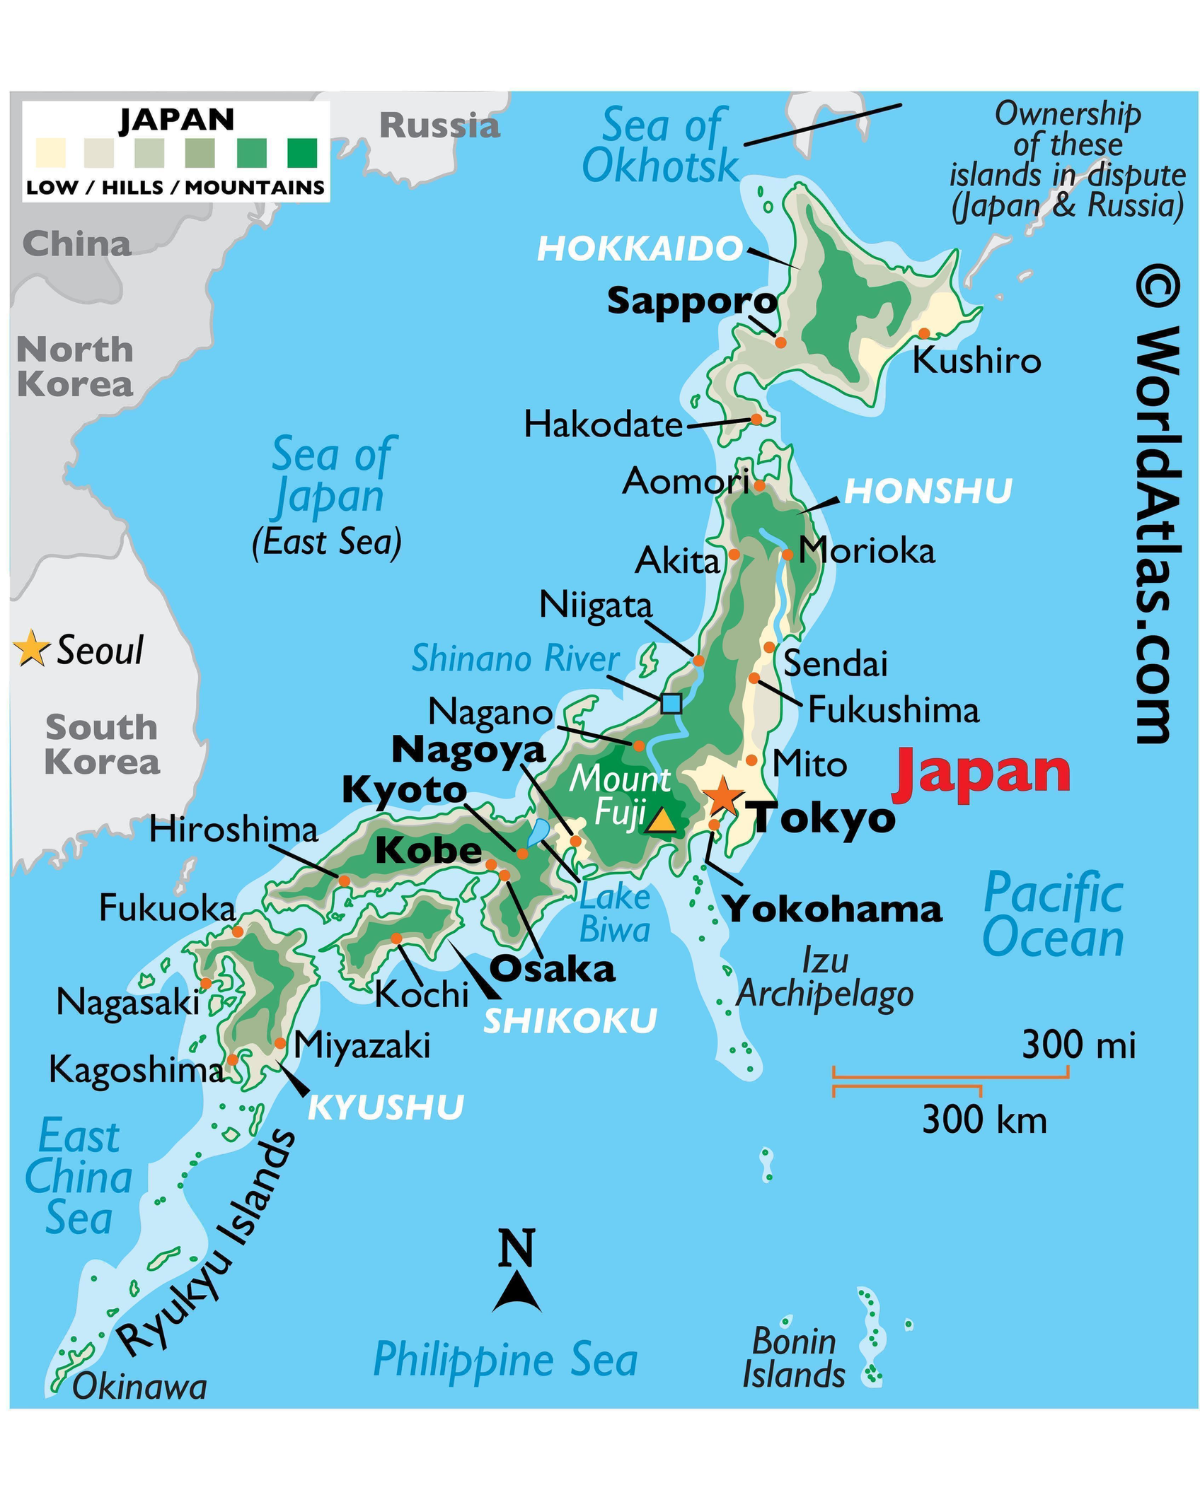 JAPAN
LOW / HILLS / MOUNTAINS
Russia
Sea of
Okhotsk
Ownership
of these
islands in dispute
(Japan & Russia)
China
HOKKAIDO
Sapporo
© WorldAtlas.com
North
Korea
Kushiro
Hakodate
Sea of
Japan
(East Sea)
Aomori
HONSHU
Akita
Morioka
Niigata
Seoul
Shinano River
Sendai
Nagano
Fukushima
South
Korea
Nagoya
Mito
Japan
Kyoto
Mount
Fuji
Tokyo
Hiroshima
Kobe
Lake
Biwa
Fukuoka
Yokohama
Pacific
Ocean
Osaka
Izu
Archipelago
Nagasaki
Kochi
SHIKOKU
Miyazaki
Kagoshima
300 mi
KYUSHU
300 km
East
China
Sea
Ryukyu Islands
N
Philippine Sea
Bonin
Islands
Okinawa